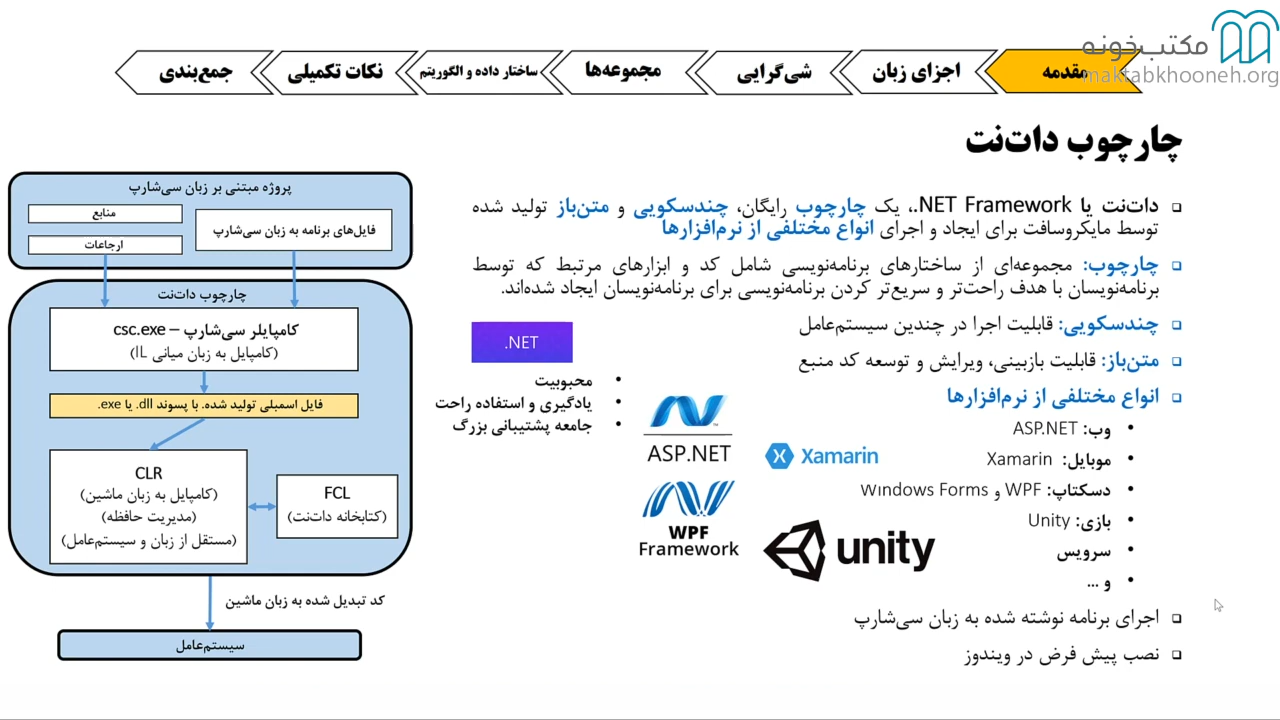 مکتب‌خونه
maktabkhooneh.org
مقدمه
اجزای زبان
شی‌گرایی
مجموعه‌ها
ساختار داده و الگوریتم
نکات تکمیلی
جمع‌بندی
چارچوب دات‌نت
دات‌نت یا NET Framework.، یک چارچوب رایگان، چندسکویی و متن‌باز تولید شده
توسط مایکروسافت برای ایجاد و اجرای انواع مختلفی از نرم‌افزارها
چارچوب: مجموعه‌ای از ساختارهای برنامه‌نویسی شامل کد و ابزارهای مرتبط که توسط
برنامه‌نویسان با هدف راحت‌تر و سریع‌تر کردن برنامه‌نویسی برای برنامه‌نویسان ایجاد شده‌اند.
چندسکویی: قابلیت اجرا در چندین سیستم‌عامل
متن‌باز: قابلیت بازبینی، ویرایش و توسعه کد منبع
انواع مختلفی از نرم‌افزارها
• وب: ASP.NET
• موبایل: Xamarin
• دسکتاپ: WPF و Windows Forms
• بازی: Unity
• سرویس
• و ...
اجرای برنامه نوشته شده به زبان سی‌شارپ
نصب پیش فرض در ویندوز
.NET
• محبوبیت
• یادگیری و استفاده راحت
• جامعه پشتیبانی بزرگ
ASP.NET
Xamarin
WPF
Framework
unity
پروژه مبتنی بر زبان سی‌شارپ
فایل‌های برنامه به زبان سی‌شارپ
منابع
ارجاعات
چارچوب دات‌نت
کامپایلر سی‌شارپ – csc.exe
(کامپایل به زبان میانی IL)
فایل اسمبلی تولید شده. با پسوند dll. یا exe.
CLR
(کامپایل به زبان ماشین)
(مدیریت حافظه)
(مستقل از زبان و سیستم‌عامل)
FCL
(کتابخانه دات‌نت)
کد تبدیل شده به زبان ماشین
سیستم‌عامل